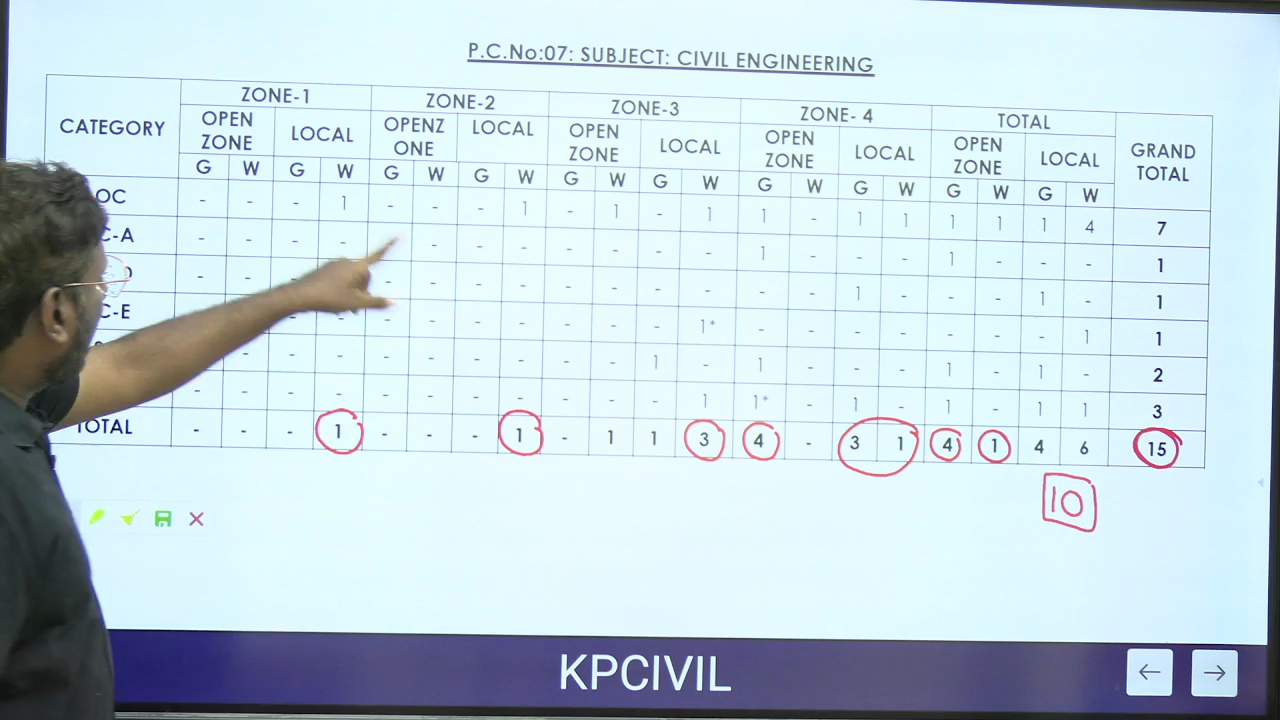 P.C.No:07: SUBJECT: CIVIL ENGINEERING
CATEGORY ZONE-1 ZONE-2 ZONE-3 ZONE- 4 TOTAL GRAND TOTAL
OPEN ZONE LOCAL OPENZ ONE LOCAL OPEN ZONE LOCAL OPEN ZONE LOCAL OPEN ZONE LOCAL
G W G W G W G W G W G W G W G W G W G W
OC - - - 1 - - - 1 - 1 - 1 1 - 1 1 1 1 1 4 7
C-A - - - - - - - - - - - 1 - - - 1 - - - 1
- - - - - - - - - - - - - 1 - - - 1 - 1
C-E - - - - - - - - 1* - - - - - - - 1 1
- - - - - - - 1 - 1 - - - 1 - 1 - 2
- - - - - - - - - - - 1 1* - 1 - 1 - 1 1 3
TOTAL - - - 1 - - - 1 - 1 1 3 4 - 3 1 4 1 4 6 15
10
KPCIVIL
← →